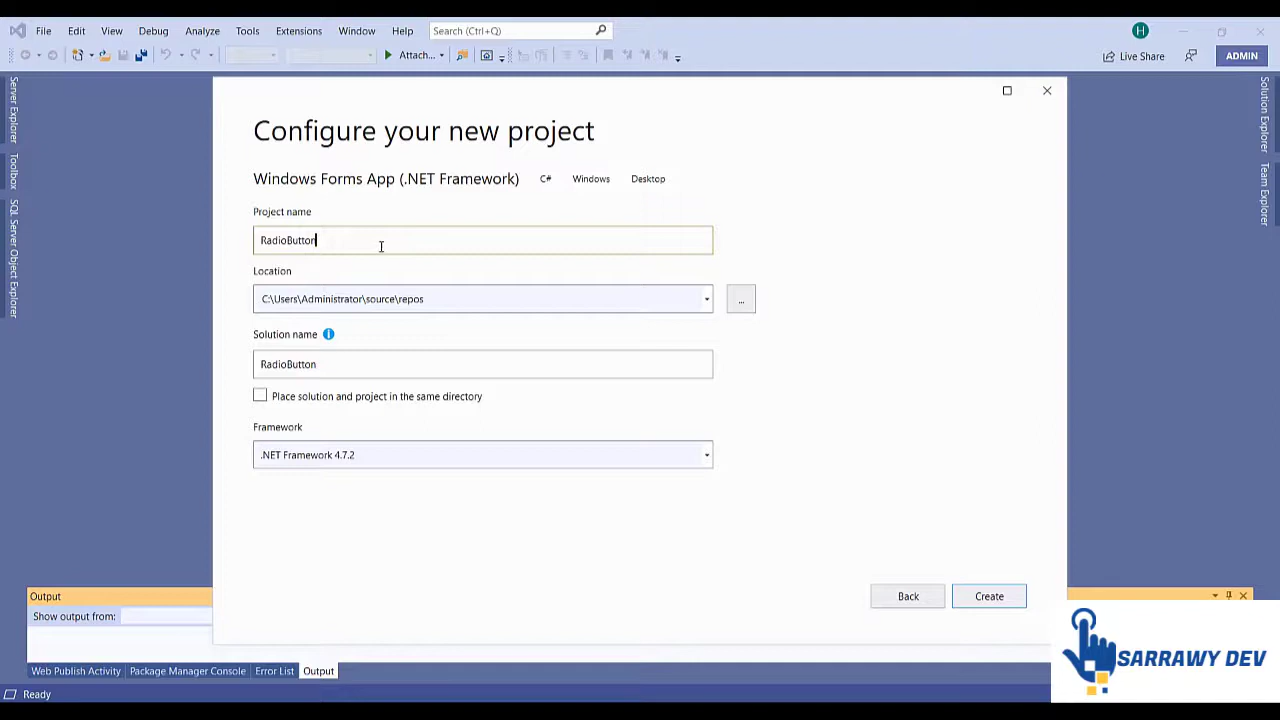 File Edit View Debug Analyze Tools Extensions Window Help Search (Ctrl+Q) H
Attach... Live Share ADMIN
Server Explorer
Toolbox
SQL Server Object Explorer
Solution Explorer
Team Explorer
Configure your new project
Windows Forms App (.NET Framework) C# Windows Desktop
Project name
RadioButton
Location
C:\Users\Administrator\source\repos
...
Solution name
RadioButton
Place solution and project in the same directory
Framework
.NET Framework 4.7.2
Back Create
Output
Show output from:
Web Publish Activity Package Manager Console Error List Output
Ready
SARRAWY DEV